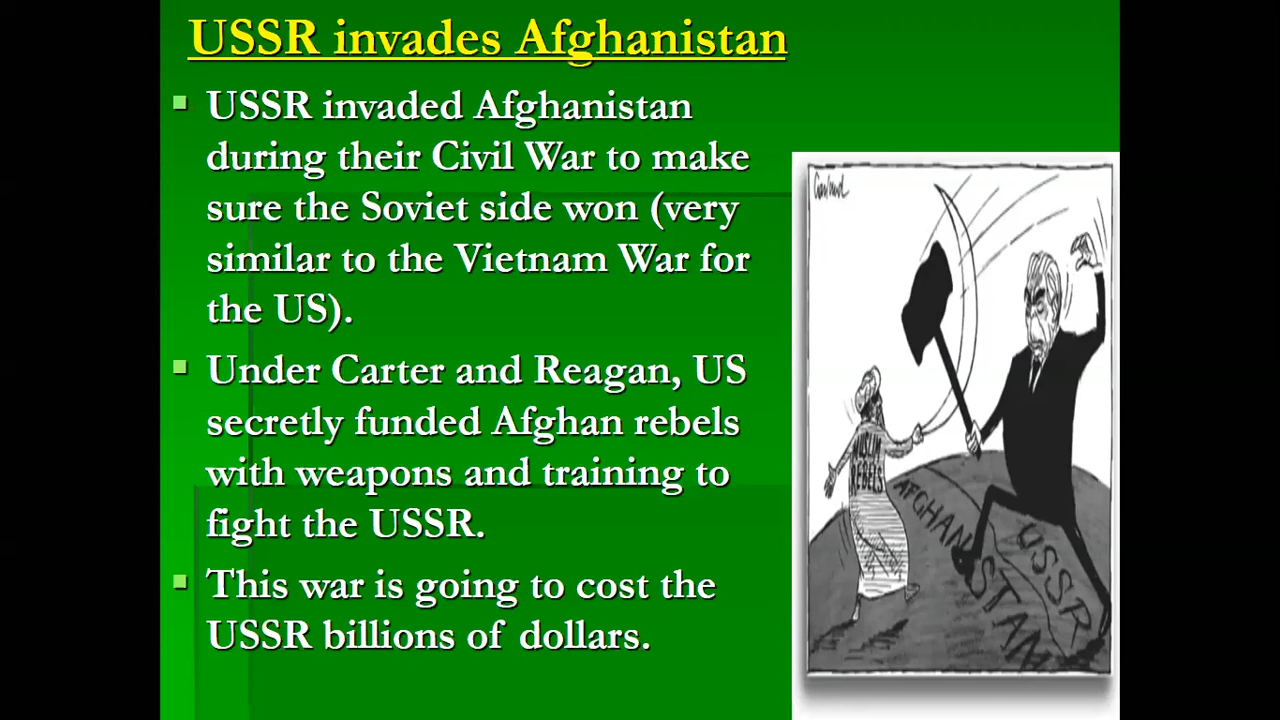 USSR invades Afghanistan
USSR invaded Afghanistan
during their Civil War to make
sure the Soviet side won (very
similar to the Vietnam War for
the US).
Under Carter and Reagan, US
secretly funded Afghan rebels
with weapons and training to
fight the USSR.
This war is going to cost the
USSR billions of dollars.
MUSLIM
REBELS
AFGHANISTAN
USSR